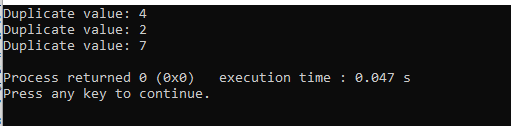 Duplicate value: 4
Duplicate value: 2
Duplicate value: 7
Process returned 0 (0x0)   execution time : 0.047 s
Press any key to continue.